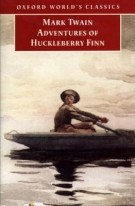 OXFORD WORLD'S CLASSICS
MARK TWAIN
ADVENTURES OF
HUCKLEBERRY FINN